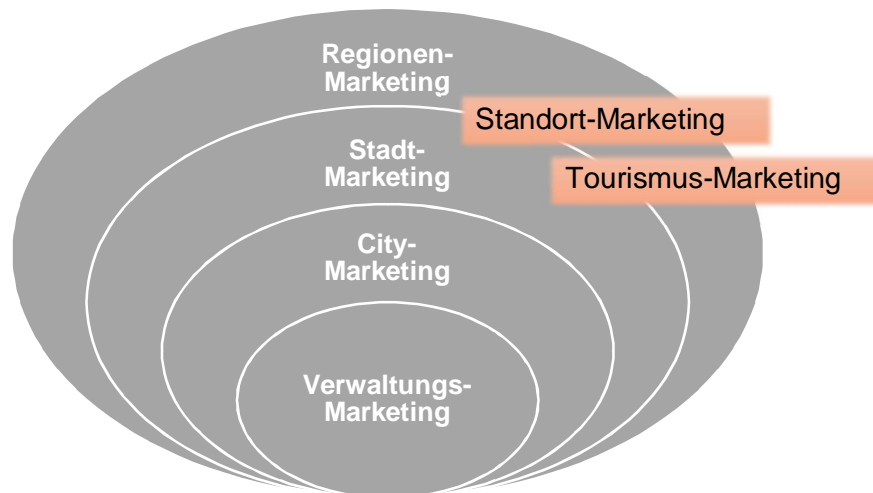 Regionen-
Marketing
Standort-Marketing
Stadt-
Marketing
Tourismus-Marketing
City-
Marketing
Verwaltungs-
Marketing